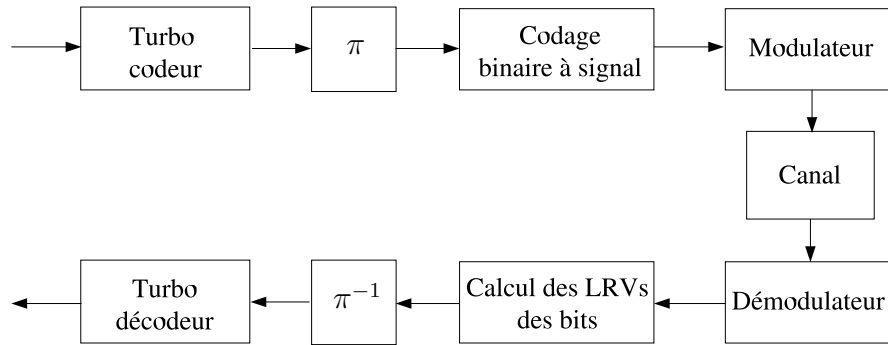 Turbo
codeur
π
Codage
binaire à signal
Modulateur
Canal
Turbo
décodeur
π⁻¹
Calcul des LRVs
des bits
Démodulateur